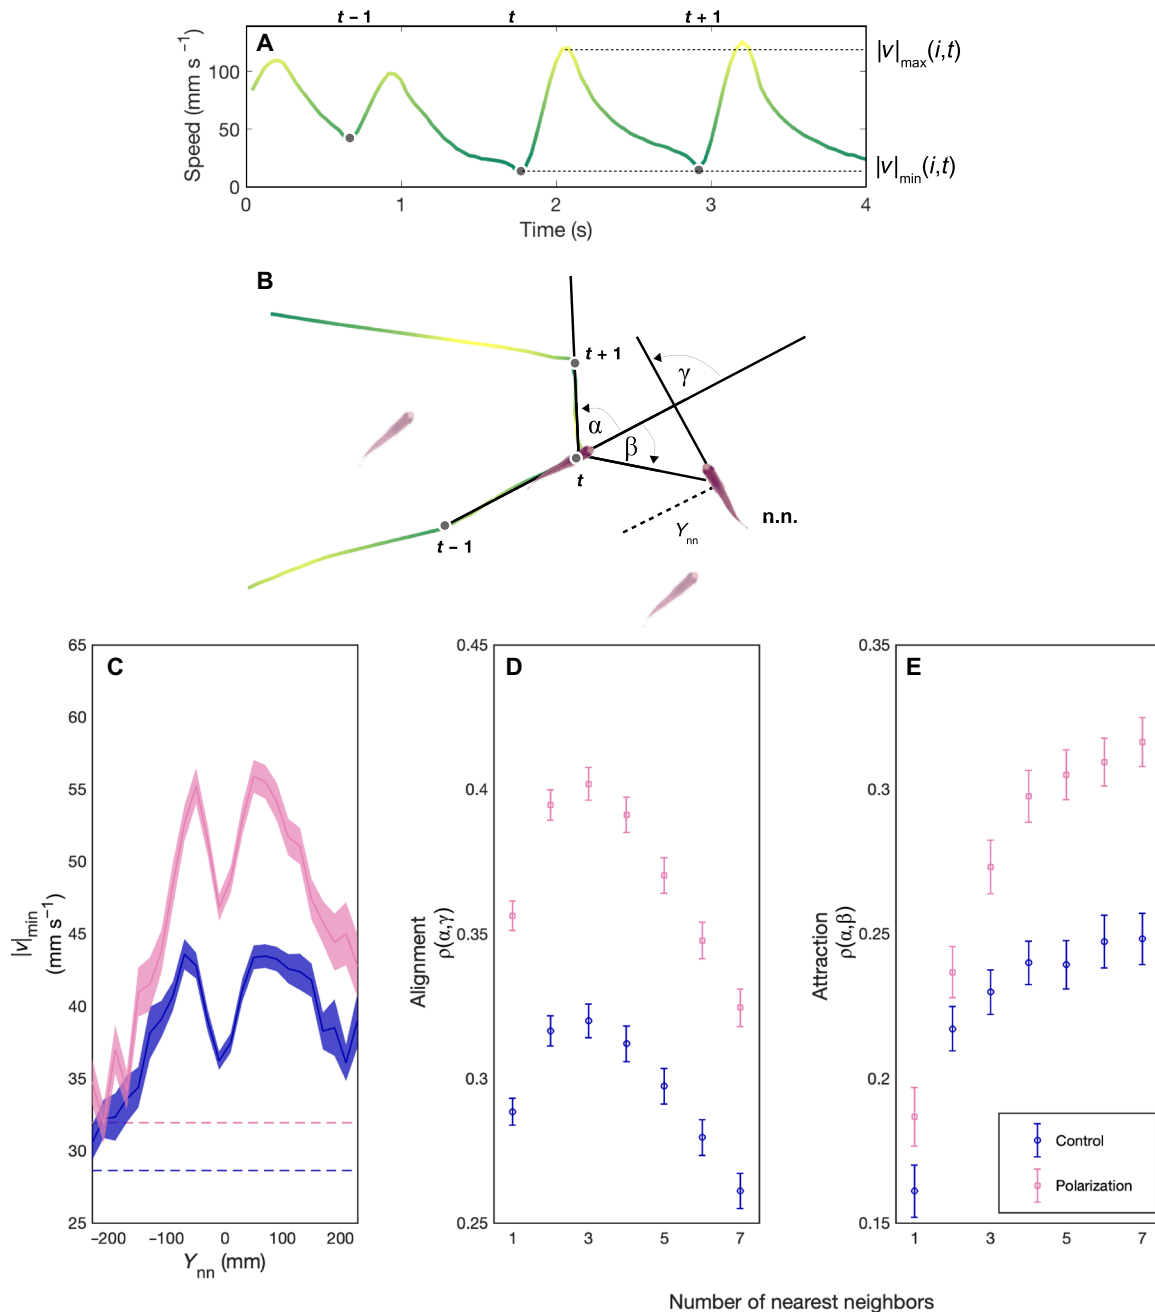 t – 1 t t + 1
A
Speed (mm s –1)
100
50
0
|v|max(i,t)
|v|min(i,t)
0 1 2 3 4
Time (s)
B
t + 1
γ
α
β
t
n.n.
Ynn
t – 1
C
65
60
55
50
45
40
35
30
25
|v|min
(mm s–1)
−200 −100 0 100 200
Ynn (mm)
D
0.45
0.4
0.35
0.3
0.25
Alignment
ρ(α,γ)
1 3 5 7
E
0.35
0.3
0.25
0.2
0.15
Attraction
ρ(α,β)
Control
Polarization
1 3 5 7
Number of nearest neighbors